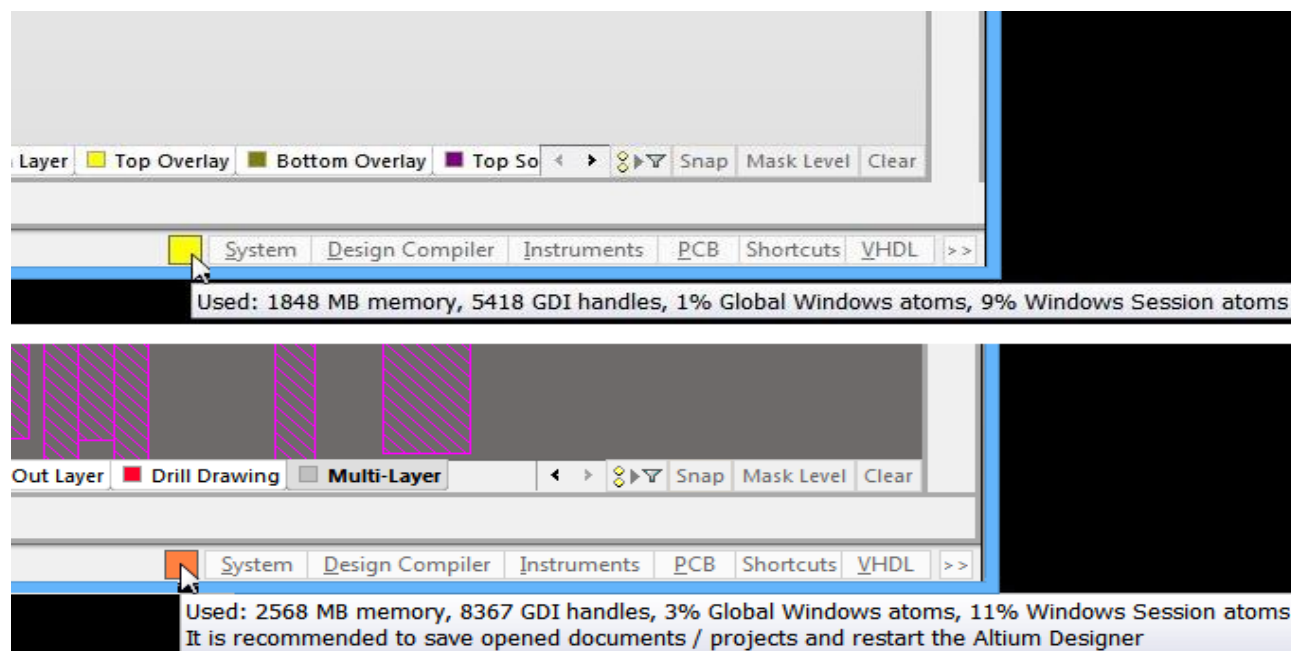 Layer Top Overlay Bottom Overlay Top So Snap Mask Level Clear
System Design Compiler Instruments PCB Shortcuts VHDL >>
Used: 1848 MB memory, 5418 GDI handles, 1% Global Windows atoms, 9% Windows Session atoms
Out Layer Drill Drawing Multi-Layer Snap Mask Level Clear
System Design Compiler Instruments PCB Shortcuts VHDL >>
Used: 2568 MB memory, 8367 GDI handles, 3% Global Windows atoms, 11% Windows Session atoms
It is recommended to save opened documents / projects and restart the Altium Designer